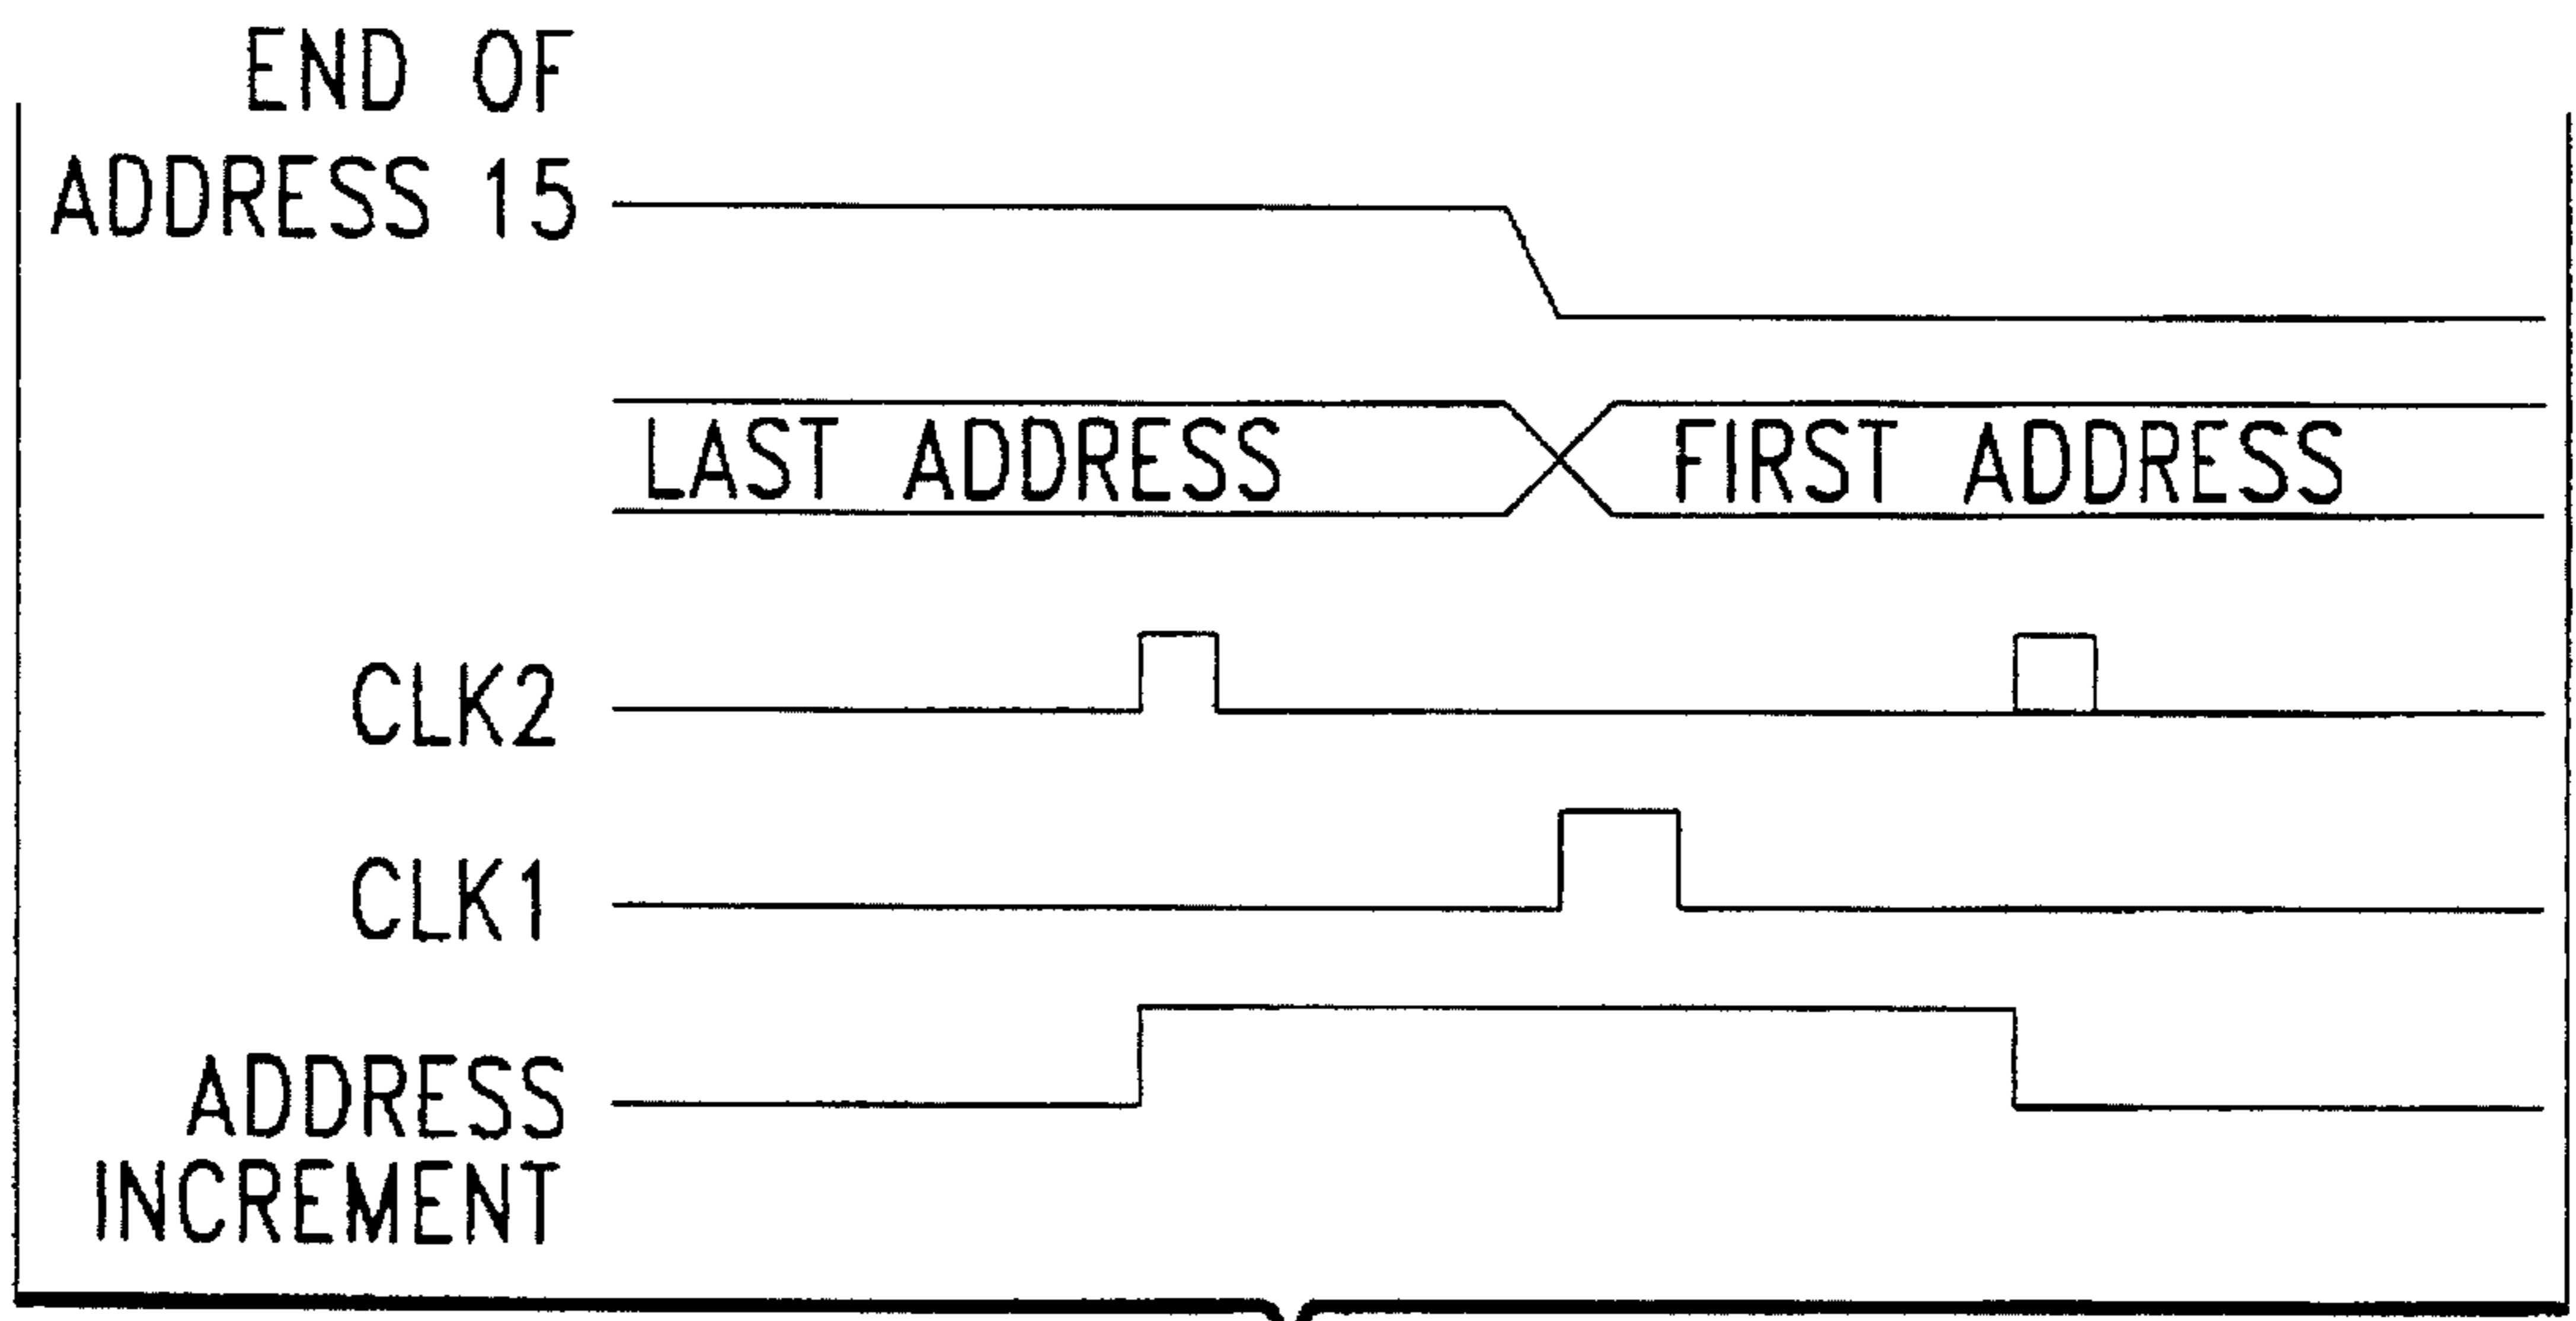 END OF
ADDRESS 15
LAST ADDRESS
FIRST ADDRESS
CLK2
CLK1
ADDRESS
INCREMENT